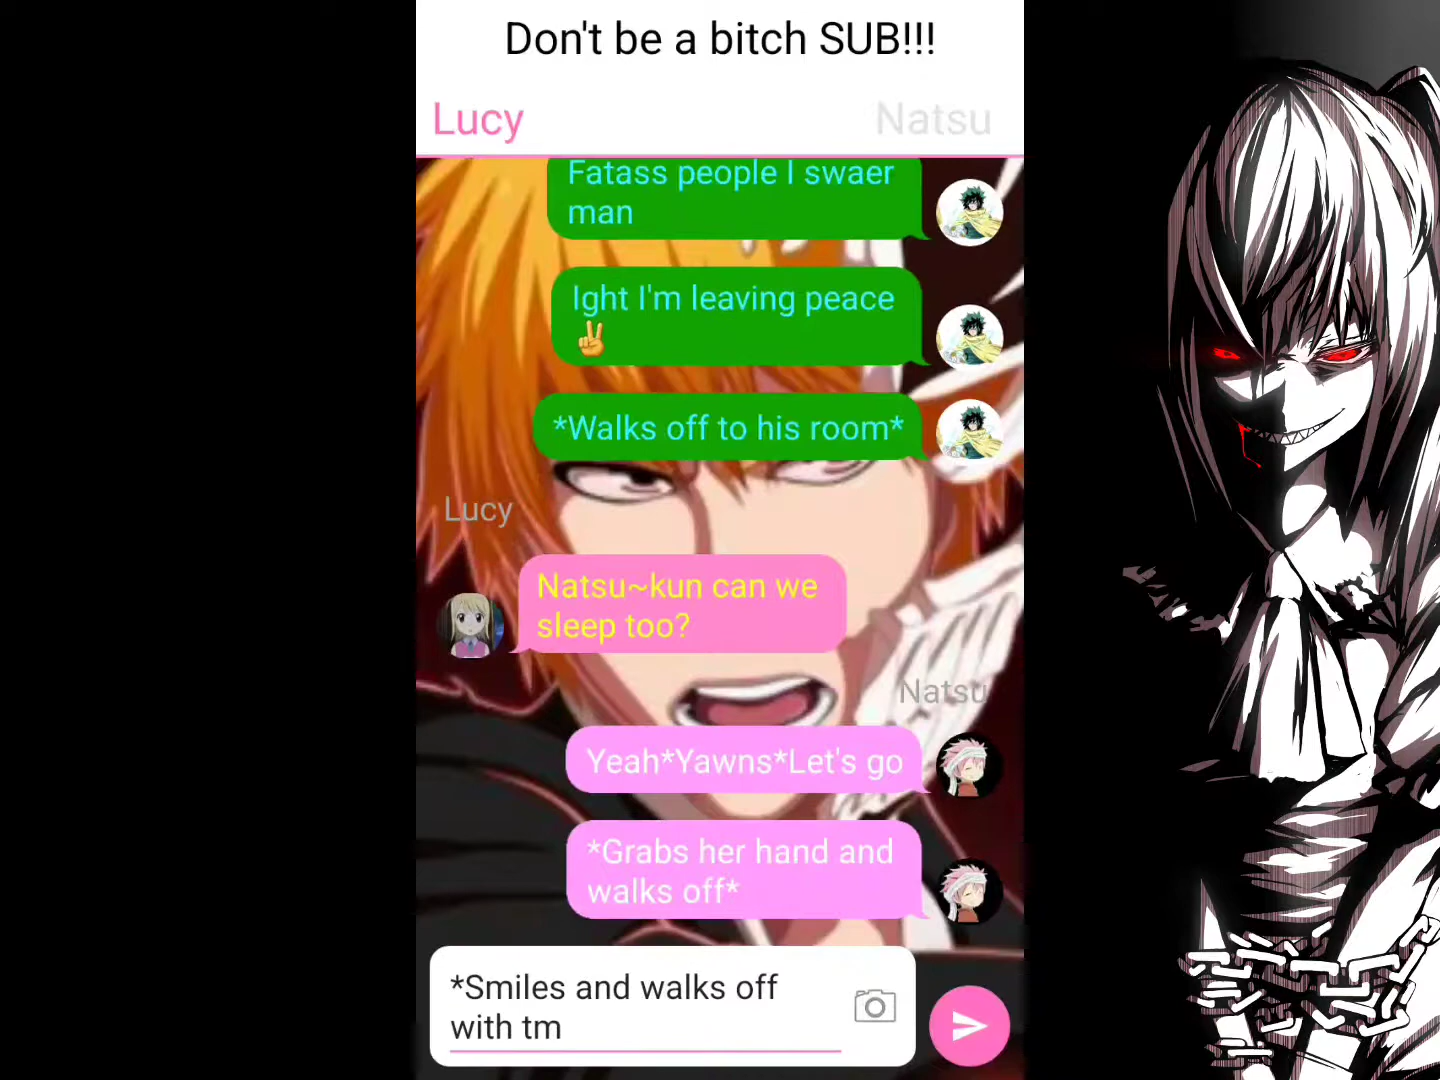 Don't be a bitch SUB!!!
Lucy
Natsu
Fatass people I swaer
man
Ight I'm leaving peace
✌
*Walks off to his room*
Lucy
Natsu~kun can we
sleep too?
Natsu
Yeah*Yawns*Let's go
*Grabs her hand and
walks off*
*Smiles and walks off
with tm